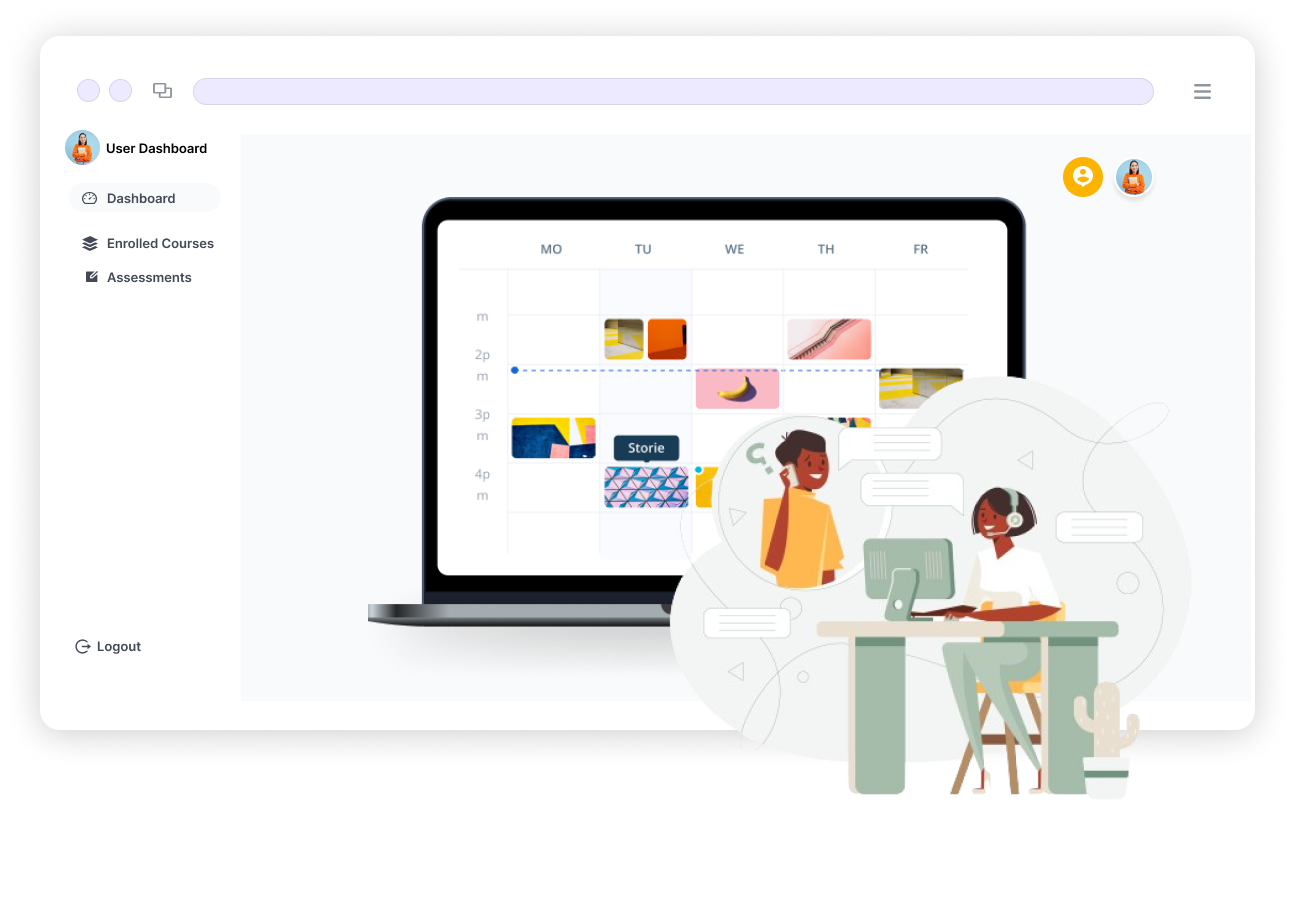 User Dashboard
Dashboard
Enrolled Courses
Assessments
Logout
MO TU WE TH FR
m
2p
m
3p
m
4p
m
Storie